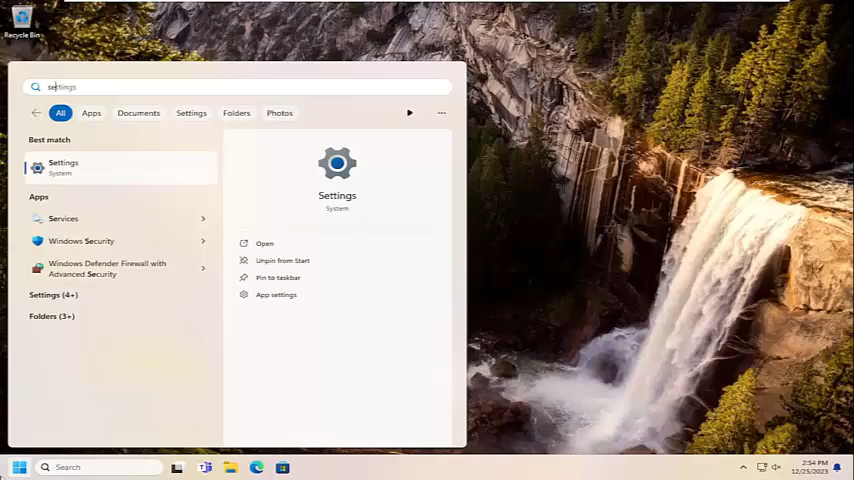 Recycle Bin
settings
All Apps Documents Settings Folders Photos
Best match
Settings
System
Apps
Services
Windows Security
Windows Defender Firewall with
Advanced Security
Settings (4+)
Folders (3+)
Settings
System
Open
Unpin from Start
Pin to taskbar
App settings
Search
2:54 PM
12/25/2023